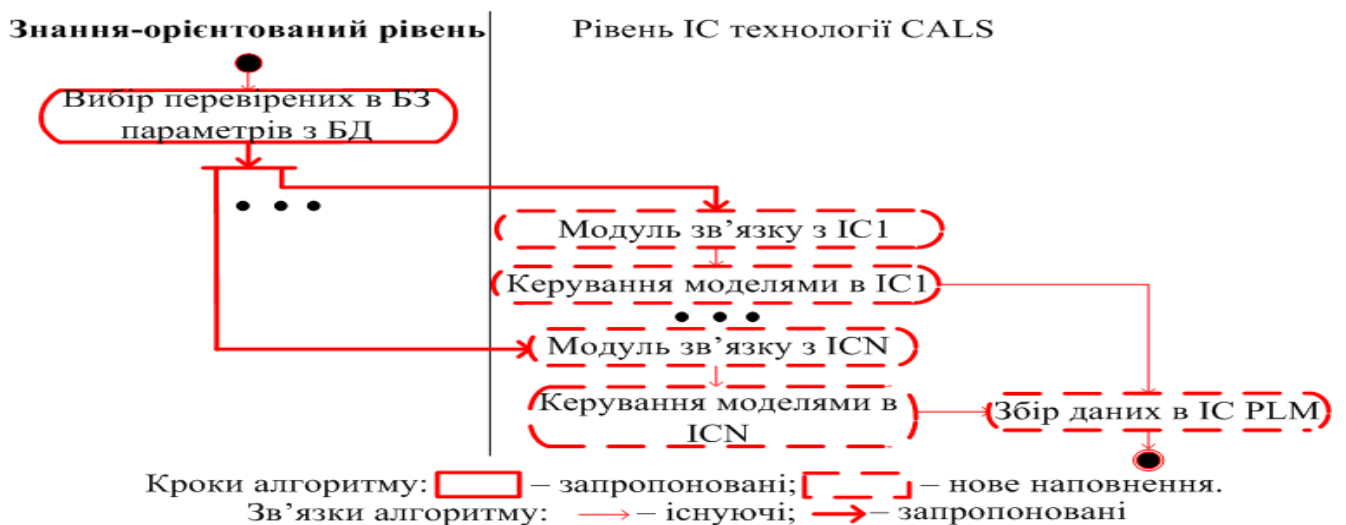 Знання-орієнтований рівень
Рівень ІС технології CALS
Вибір перевірених в БЗ
параметрів з БД
Модуль зв’язку з ІС1
Керування моделями в ІС1
Модуль зв’язку з ІСN
Керування моделями в
ІСN
Збір даних в ІС PLM
Кроки алгоритму: – запропоновані; – нове наповнення.
Зв’язки алгоритму: – існуючі; – запропоновані